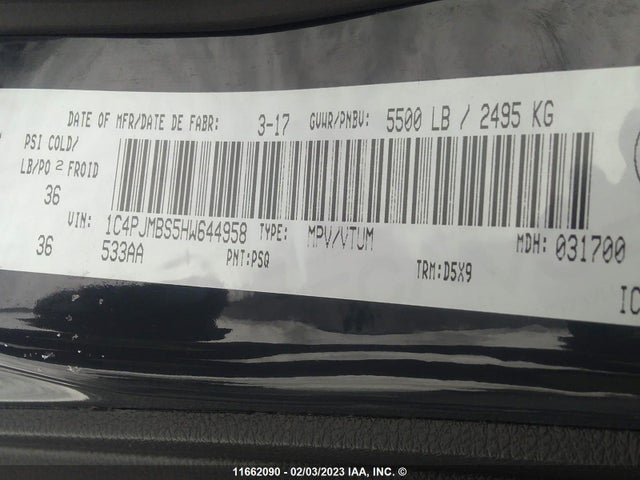 DATE OF MFR/DATE DE FABR: 3-17 GVWR/PNBV: 5500 LB / 2495 KG
PSI COLD/
LB/PO 2 FROID
36
VIN: 1C4PJMBS5HW644958 TYPE: MPV/VTUM MDH: 031700
36 533AA PNT:PSQ TRM:D5X9
IC
11662090 - 02/03/2023 IAA, INC. ©